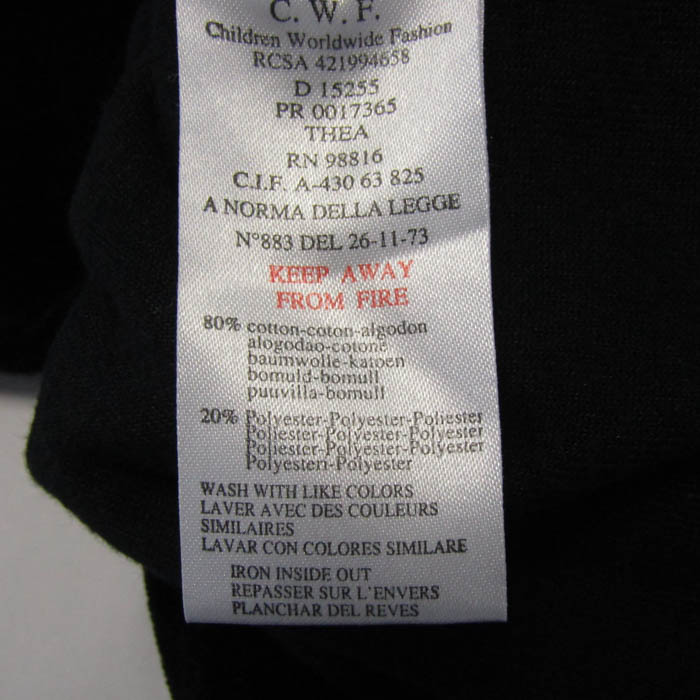 C. W. F.
Children Worldwide Fashion
RCSA 421994658
D 15255
PR 0017365
THEA
RN 98816
C.I.F. A-430 63 825
A NORMA DELLA LEGGE
N°883 DEL 26-11-73
KEEP AWAY
FROM FIRE
80% cotton-coton-algodon
alogodao-cotone
baumwolle-katoen
bomuld-bomull
puuvilla-bomull
20% Polyester-Polyester-Poliester
Poliester-Poliestere-Polyester
Polyester-Polyester-Polyester
Polyesteri-Polyester
WASH WITH LIKE COLORS
LAVER AVEC DES COULEURS
SIMILAIRES
LAVAR CON COLORES SIMILARE
IRON INSIDE OUT
REPASSER SUR L'ENVERS
PLANCHAR DEL REVES